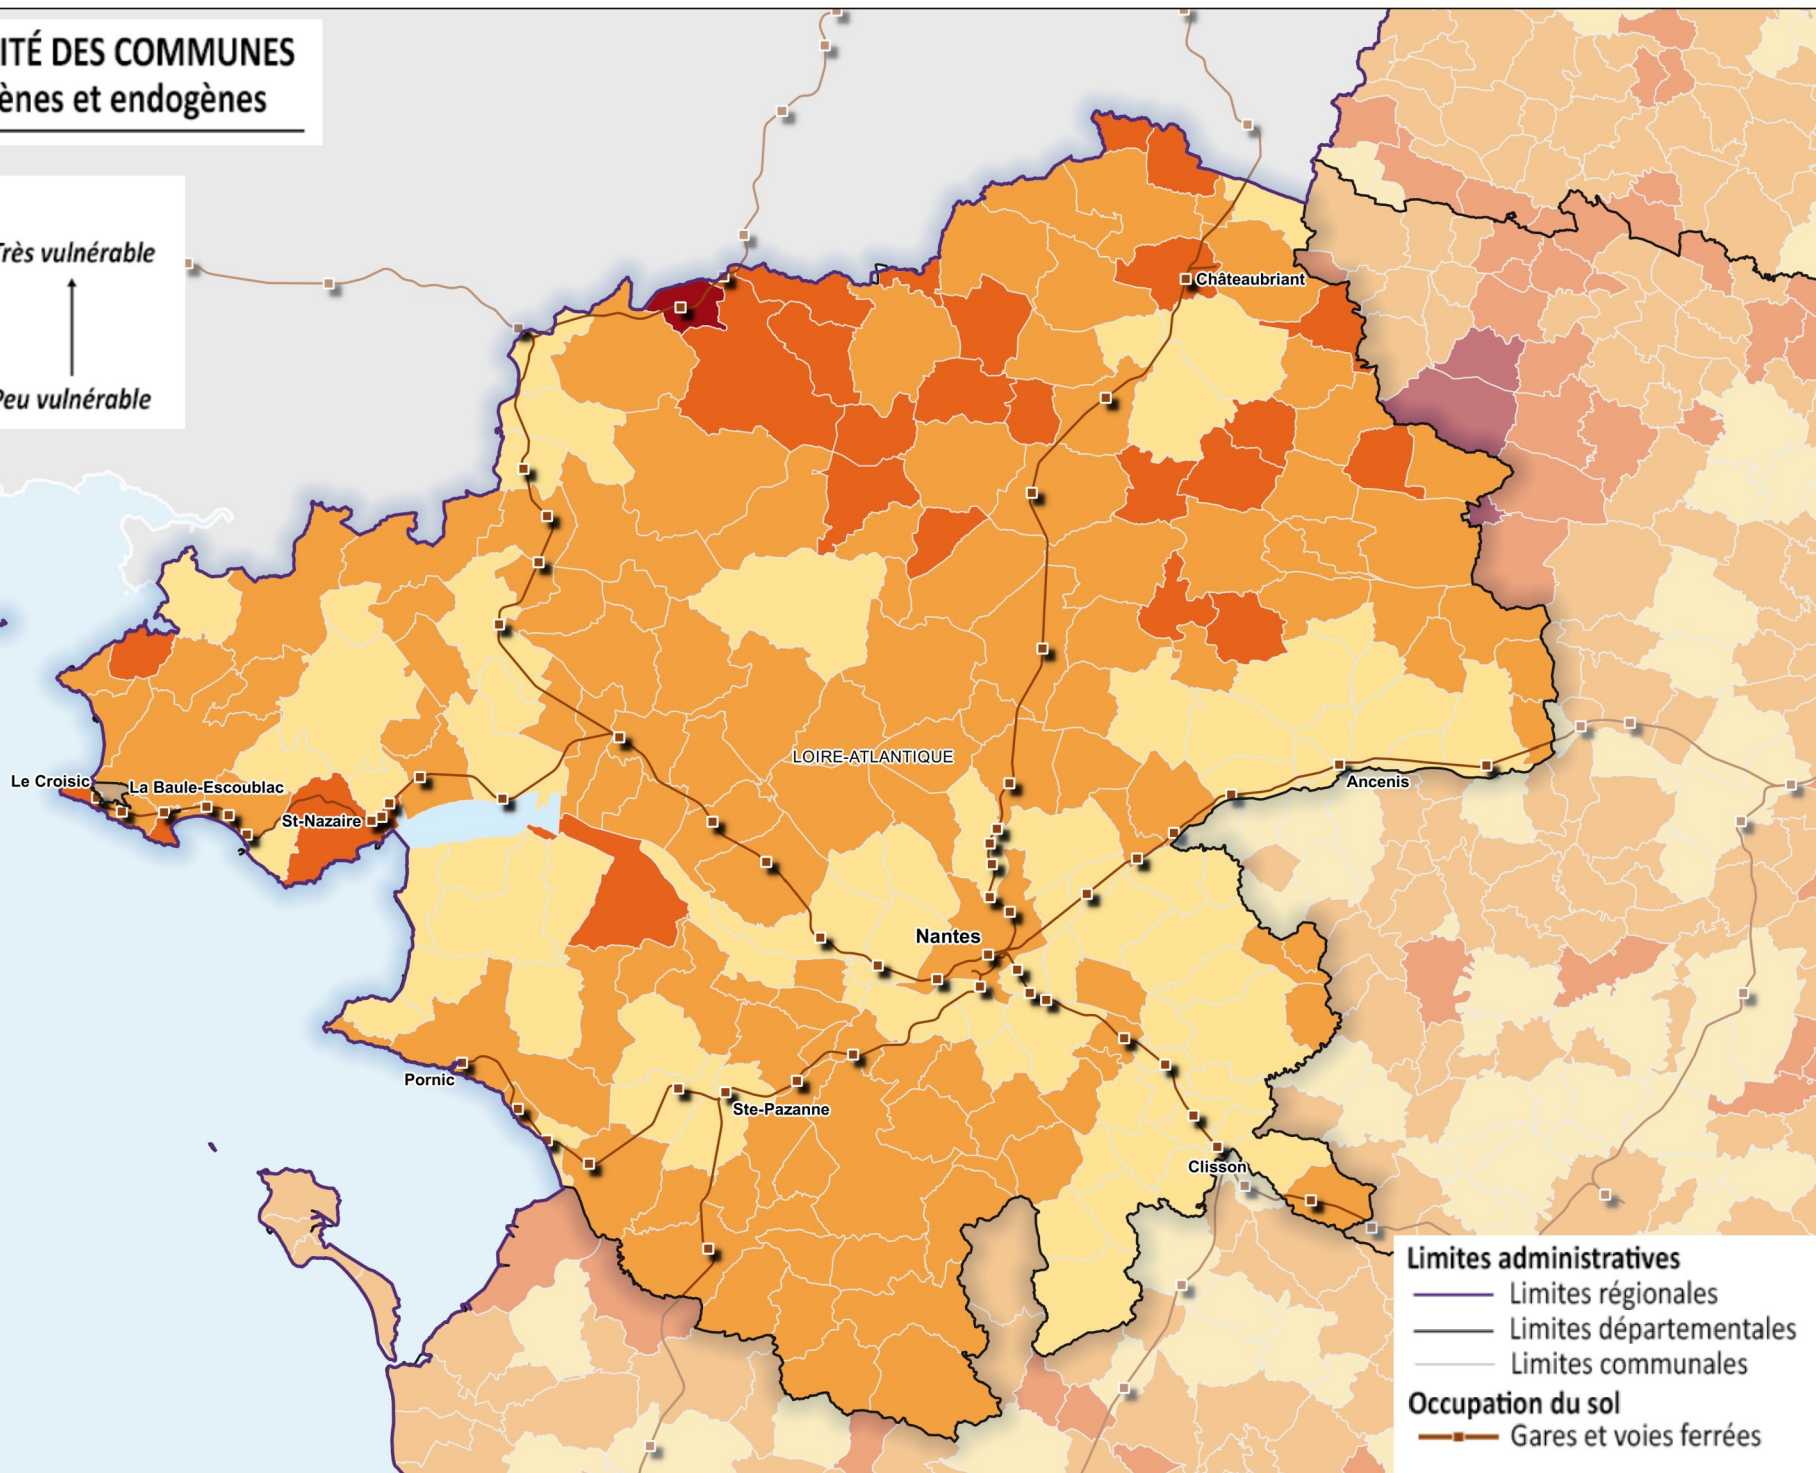 ITÉ DES COMMUNES
ènes et endogènes
Très vulnérable
Peu vulnérable
Châteaubriant
LOIRE-ATLANTIQUE
Le Croisic
La Baule-Escoublac
St-Nazaire
Ancenis
Nantes
Pornic
Ste-Pazanne
Clisson
Limites administratives
Limites régionales
Limites départementales
Limites communales
Occupation du sol
Gares et voies ferrées